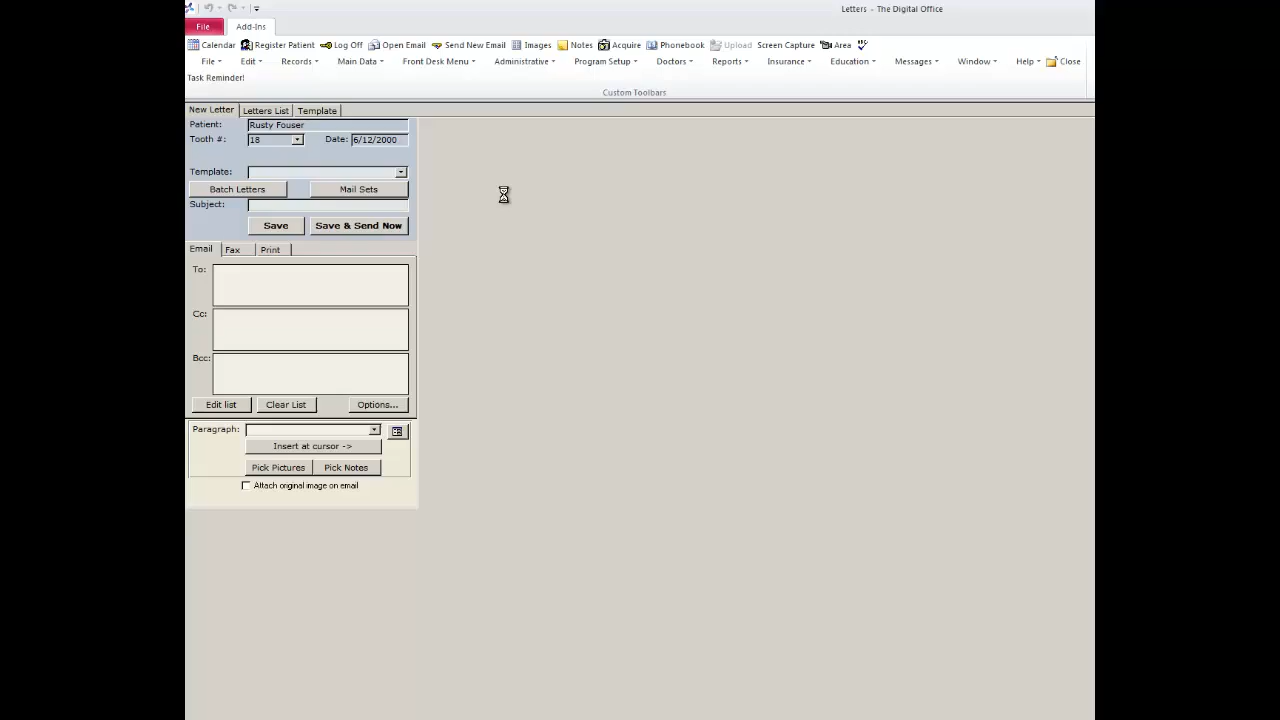 Letters - The Digital Office
File Add-Ins
Calendar Register Patient Log Off Open Email Send New Email Images Notes Acquire Phonebook Upload Screen Capture Area
File Edit Records Main Data Front Desk Menu Administrative Program Setup Doctors Reports Insurance Education Messages Window Help Close
Task Reminder!
Custom Toolbars
New Letter Letters List Template
Patient: Rusty Fouser
Tooth #: 18 Date: 6/12/2000
Template:
Batch Letters Mail Sets
Subject:
Save Save & Send Now
Email Fax Print
To:
Cc:
Bcc:
Edit list Clear List Options...
Paragraph:
Insert at cursor ->
Pick Pictures Pick Notes
Attach original image on email